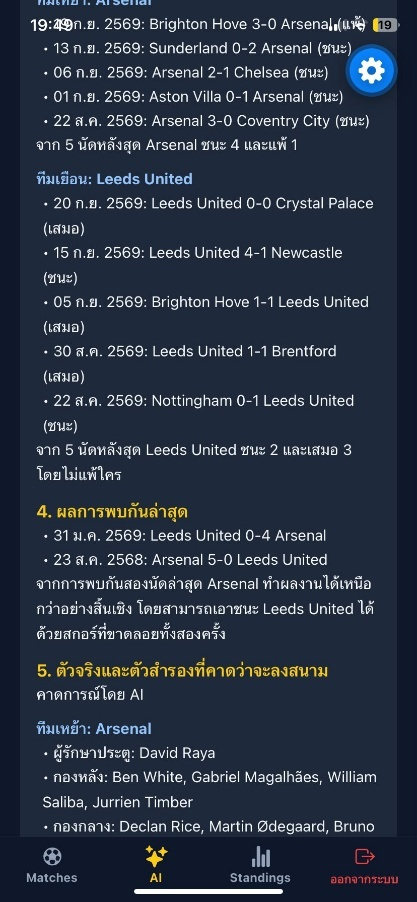 ทีมเหย้า: Arsenal
19:49
19
ก.ย. 2569: Brighton Hove 3-0 Arsenal (แพ้)
• 13 ก.ย. 2569: Sunderland 0-2 Arsenal (ชนะ)
• 06 ก.ย. 2569: Arsenal 2-1 Chelsea (ชนะ)
• 01 ก.ย. 2569: Aston Villa 0-1 Arsenal (ชนะ)
• 22 ส.ค. 2569: Arsenal 3-0 Coventry City (ชนะ)
จาก 5 นัดหลังสุด Arsenal ชนะ 4 และแพ้ 1
ทีมเยือน: Leeds United
• 20 ก.ย. 2569: Leeds United 0-0 Crystal Palace
(เสมอ)
• 15 ก.ย. 2569: Leeds United 4-1 Newcastle
(ชนะ)
• 05 ก.ย. 2569: Brighton Hove 1-1 Leeds United
(เสมอ)
• 30 ส.ค. 2569: Leeds United 1-1 Brentford
(เสมอ)
• 22 ส.ค. 2569: Nottingham 0-1 Leeds United
(ชนะ)
จาก 5 นัดหลังสุด Leeds United ชนะ 2 และเสมอ 3
โดยไม่แพ้ใคร
4. ผลการพบกันล่าสุด
• 31 ม.ค. 2569: Leeds United 0-4 Arsenal
• 23 ส.ค. 2568: Arsenal 5-0 Leeds United
จากการพบกันสองนัดล่าสุด Arsenal ทำผลงานได้เหนือ
กว่าอย่างสิ้นเชิง โดยสามารถเอาชนะ Leeds United ได้
ด้วยสกอร์ที่ขาดลอยทั้งสองครั้ง
5. ตัวจริงและตัวสำรองที่คาดว่าจะลงสนาม
คาดการณ์โดย AI
ทีมเหย้า: Arsenal
• ผู้รักษาประตู: David Raya
• กองหลัง: Ben White, Gabriel Magalhães, William
Saliba, Jurrien Timber
• กองกลาง: Declan Rice, Martin Ødegaard, Bruno
Matches
AI
Standings
ออกจากระบบ